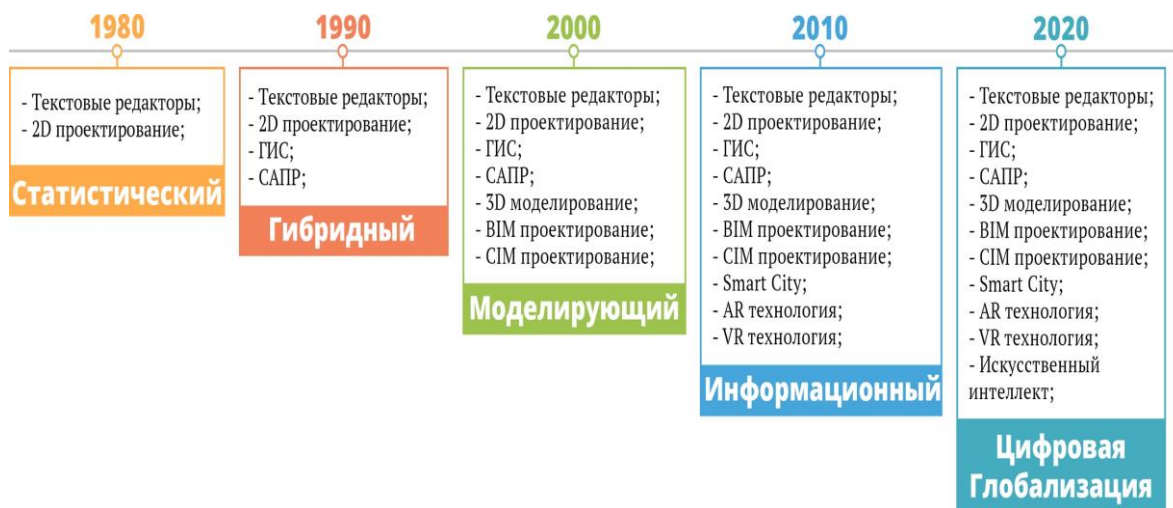 1980
- Текстовые редакторы;
- 2D проектирование;
Статистический
1990
- Текстовые редакторы;
- 2D проектирование;
- ГИС;
- САПР;
Гибридный
2000
- Текстовые редакторы;
- 2D проектирование;
- ГИС;
- САПР;
- 3D моделирование;
- BIM проектирование;
- CIM проектирование;
Моделирующий
2010
- Текстовые редакторы;
- 2D проектирование;
- ГИС;
- САПР;
- 3D моделирование;
- BIM проектирование;
- CIM проектирование;
- Smart City;
- AR технология;
- VR технология;
Информационный
2020
- Текстовые редакторы;
- 2D проектирование;
- ГИС;
- САПР;
- 3D моделирование;
- BIM проектирование;
- CIM проектирование;
- Smart City;
- AR технология;
- VR технология;
- Искусственный
интеллект;
Цифровая
Глобализация